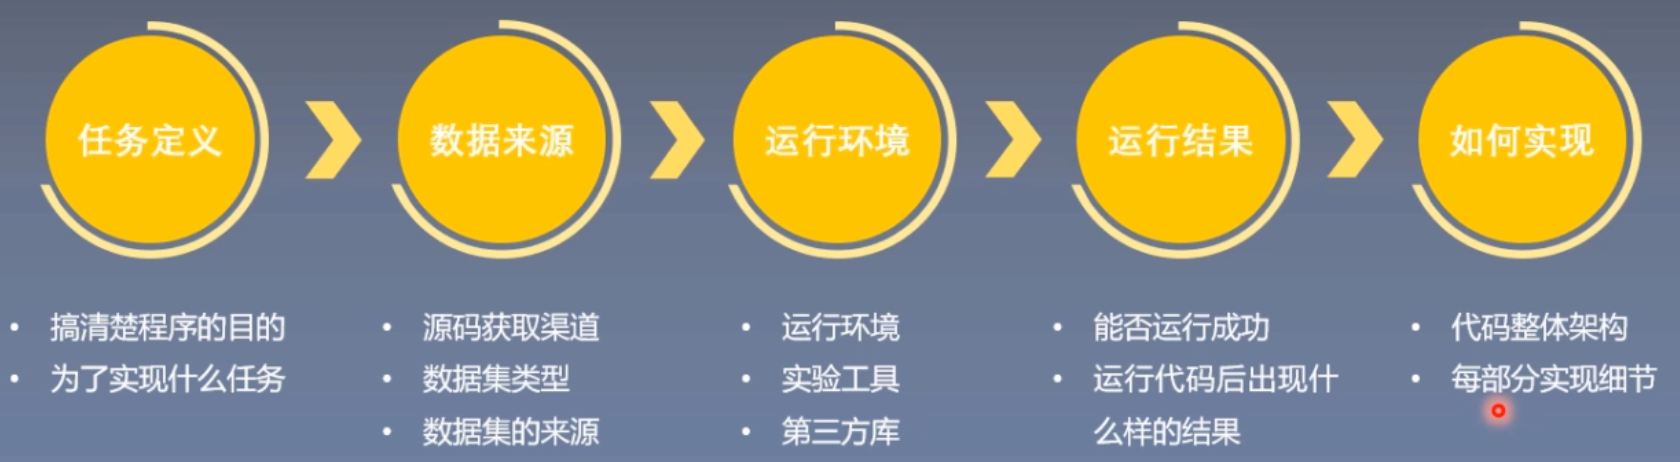 任务定义
数据来源
运行环境
运行结果
如何实现
• 搞清楚程序的目的
• 为了实现什么任务
• 源码获取渠道
• 数据集类型
• 数据集的来源
• 运行环境
• 实验工具
• 第三方库
• 能否运行成功
• 运行代码后出现什
么样的结果
• 代码整体架构
• 每部分实现细节